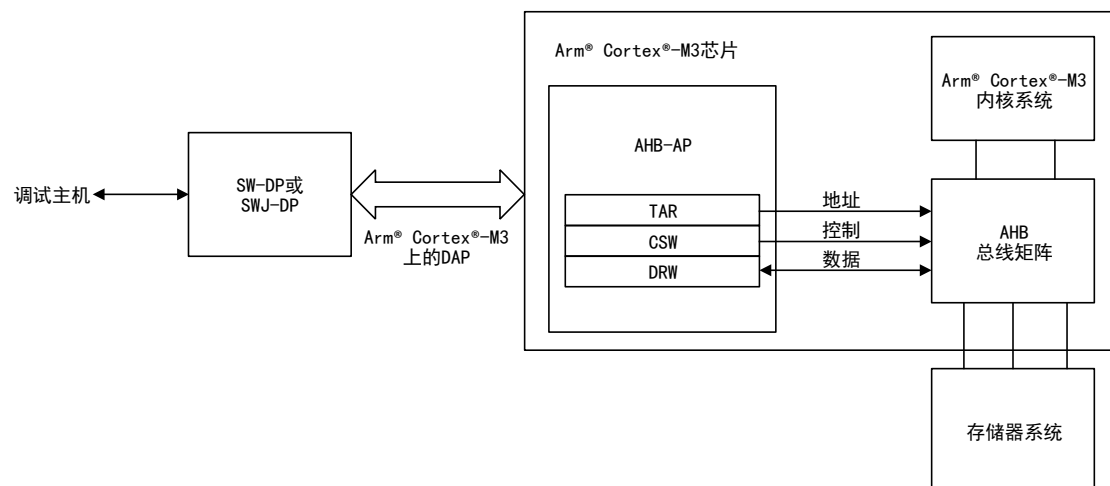 Arm® Cortex®-M3芯片
Arm® Cortex®-M3
内核系统
AHB-AP
调试主机
SW-DP或
SWJ-DP
Arm® Cortex®-M3
上的DAP
TAR
CSW
DRW
地址
控制
数据
AHB
总线矩阵
存储器系统